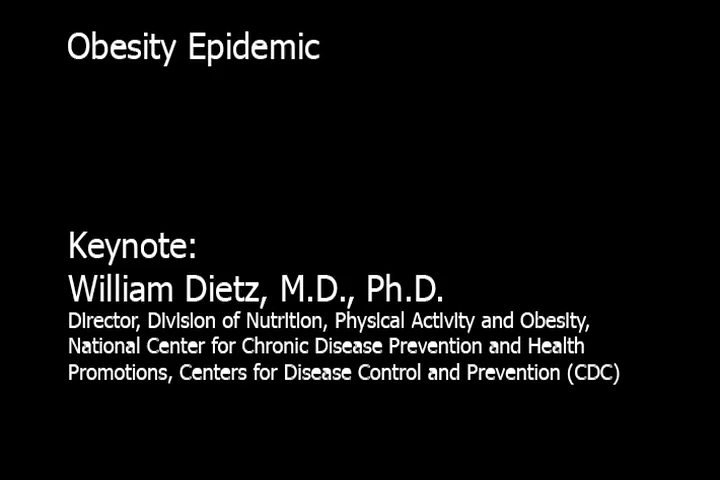 Obesity Epidemic
Keynote:
William Dietz, M.D., Ph.D.
Director, Division of Nutrition, Physical Activity and Obesity,
National Center for Chronic Disease Prevention and Health
Promotions, Centers for Disease Control and Prevention (CDC)